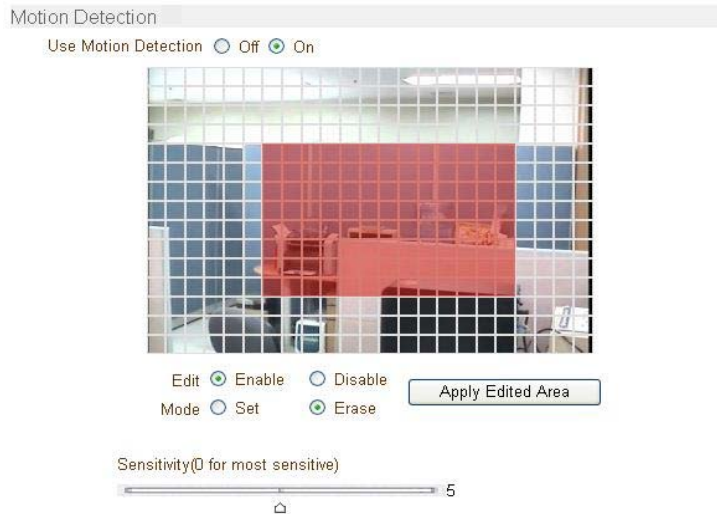 Motion Detection
Use Motion Detection Off On
Edit Enable Disable
Apply Edited Area
Mode Set Erase
Sensitivity(0 for most sensitive)
5